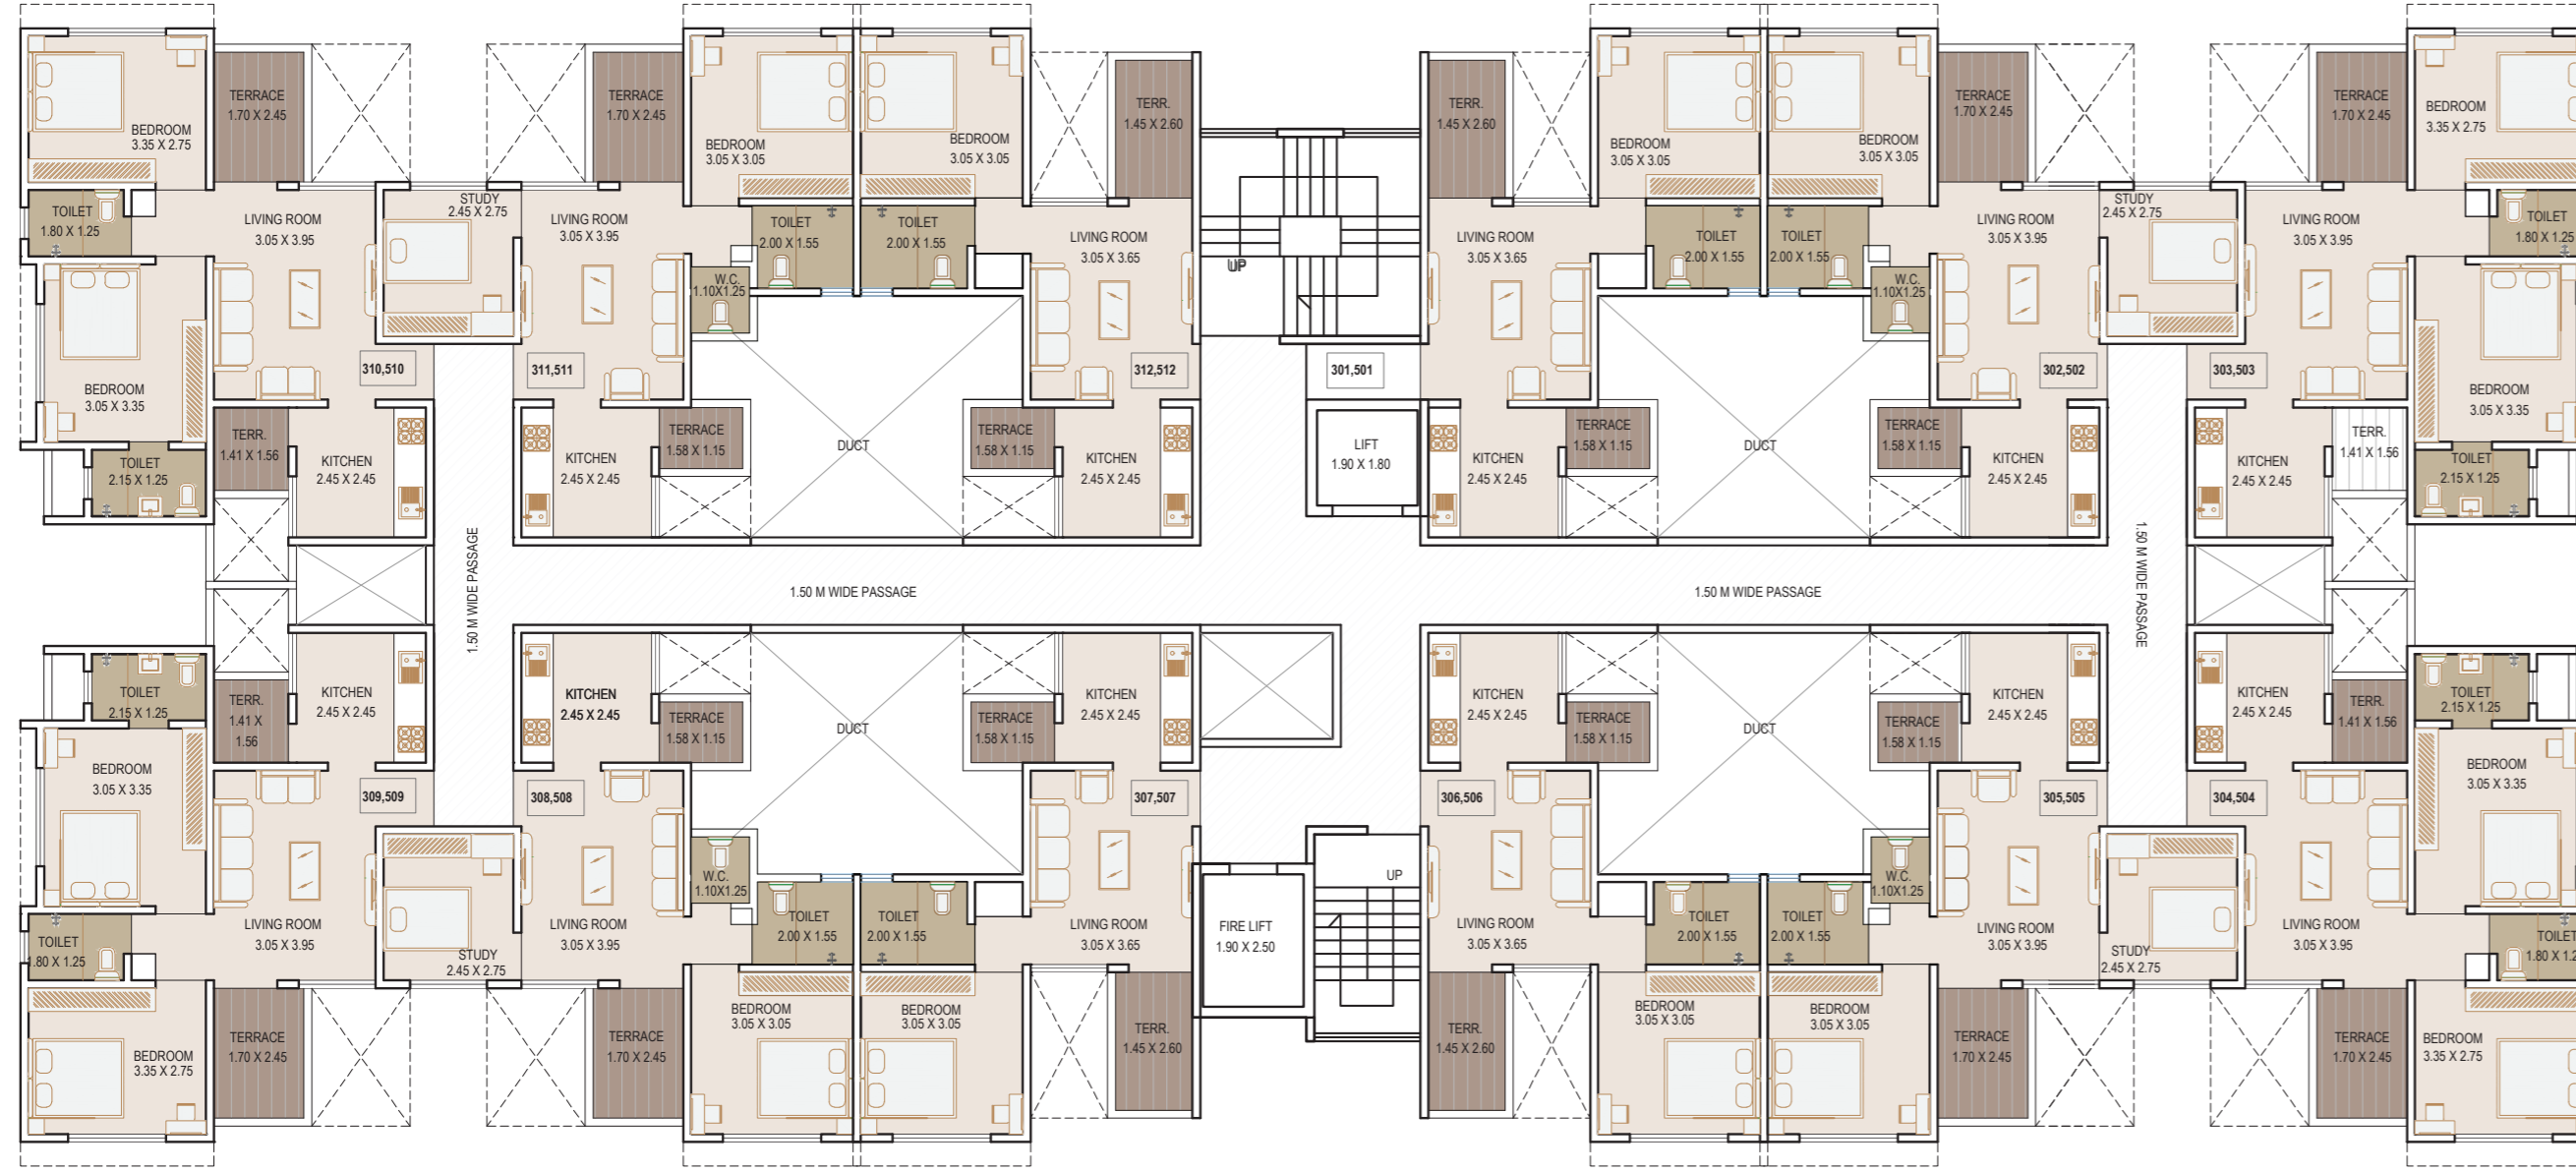 BEDROOM
3.35 X 2.75
TERRACE
1.70 X 2.45
TOILET
1.80 X 1.25
LIVING ROOM
3.05 X 3.95
BEDROOM
3.05 X 3.35
TOILET
2.15 X 1.25
TERR.
1.41 X 1.56
KITCHEN
2.45 X 2.45
310,510
STUDY
2.45 X 2.75
TERRACE
1.70 X 2.45
LIVING ROOM
3.05 X 3.95
311,511
BEDROOM
3.05 X 3.05
TOILET
2.00 X 1.55
W.C.
1.10X1.25
TERRACE
1.58 X 1.15
KITCHEN
2.45 X 2.45
DUCT
BEDROOM
3.05 X 3.05
TOILET
2.00 X 1.55
TERR.
1.45 X 2.60
LIVING ROOM
3.05 X 3.65
312,512
TERRACE
1.58 X 1.15
KITCHEN
2.45 X 2.45
UP
301,501
LIFT
1.90 X 1.80
TERR.
1.45 X 2.60
LIVING ROOM
3.05 X 3.65
BEDROOM
3.05 X 3.05
TOILET
2.00 X 1.55
TERRACE
1.58 X 1.15
KITCHEN
2.45 X 2.45
DUCT
BEDROOM
3.05 X 3.05
TOILET
2.00 X 1.55
W.C.
1.10X1.25
TERRACE
1.70 X 2.45
LIVING ROOM
3.05 X 3.95
302,502
TERRACE
1.58 X 1.15
KITCHEN
2.45 X 2.45
STUDY
2.45 X 2.75
TERRACE
1.70 X 2.45
LIVING ROOM
3.05 X 3.95
303,503
BEDROOM
3.35 X 2.75
TOILET
1.80 X 1.25
BEDROOM
3.05 X 3.35
TERR.
1.41 X 1.56
KITCHEN
2.45 X 2.45
TOILET
2.15 X 1.25
1.50 M WIDE PASSAGE
1.50 M WIDE PASSAGE
1.50 M WIDE PASSAGE
1.50 M WIDE PASSAGE
TOILET
2.15 X 1.25
TERR.
1.41 X
1.56
KITCHEN
2.45 X 2.45
BEDROOM
3.05 X 3.35
309,509
LIVING ROOM
3.05 X 3.95
TOILET
1.80 X 1.25
BEDROOM
3.35 X 2.75
TERRACE
1.70 X 2.45
STUDY
2.45 X 2.75
KITCHEN
2.45 X 2.45
TERRACE
1.58 X 1.15
308,508
LIVING ROOM
3.05 X 3.95
W.C.
1.10X1.25
TOILET
2.00 X 1.55
TERRACE
1.70 X 2.45
BEDROOM
3.05 X 3.05
DUCT
TERRACE
1.58 X 1.15
KITCHEN
2.45 X 2.45
307,507
TOILET
2.00 X 1.55
LIVING ROOM
3.05 X 3.65
BEDROOM
3.05 X 3.05
TERR.
1.45 X 2.60
FIRE LIFT
1.90 X 2.50
UP
KITCHEN
2.45 X 2.45
TERRACE
1.58 X 1.15
306,506
LIVING ROOM
3.05 X 3.65
TOILET
2.00 X 1.55
TERR.
1.45 X 2.60
BEDROOM
3.05 X 3.05
DUCT
TERRACE
1.58 X 1.15
KITCHEN
2.45 X 2.45
305,505
W.C.
1.10X1.25
TOILET
2.00 X 1.55
LIVING ROOM
3.05 X 3.95
BEDROOM
3.05 X 3.05
TERRACE
1.70 X 2.45
STUDY
2.45 X 2.75
KITCHEN
2.45 X 2.45
TERR.
1.41 X 1.56
TOILET
2.15 X 1.25
304,504
BEDROOM
3.05 X 3.35
LIVING ROOM
3.05 X 3.95
TERRACE
1.70 X 2.45
BEDROOM
3.35 X 2.75